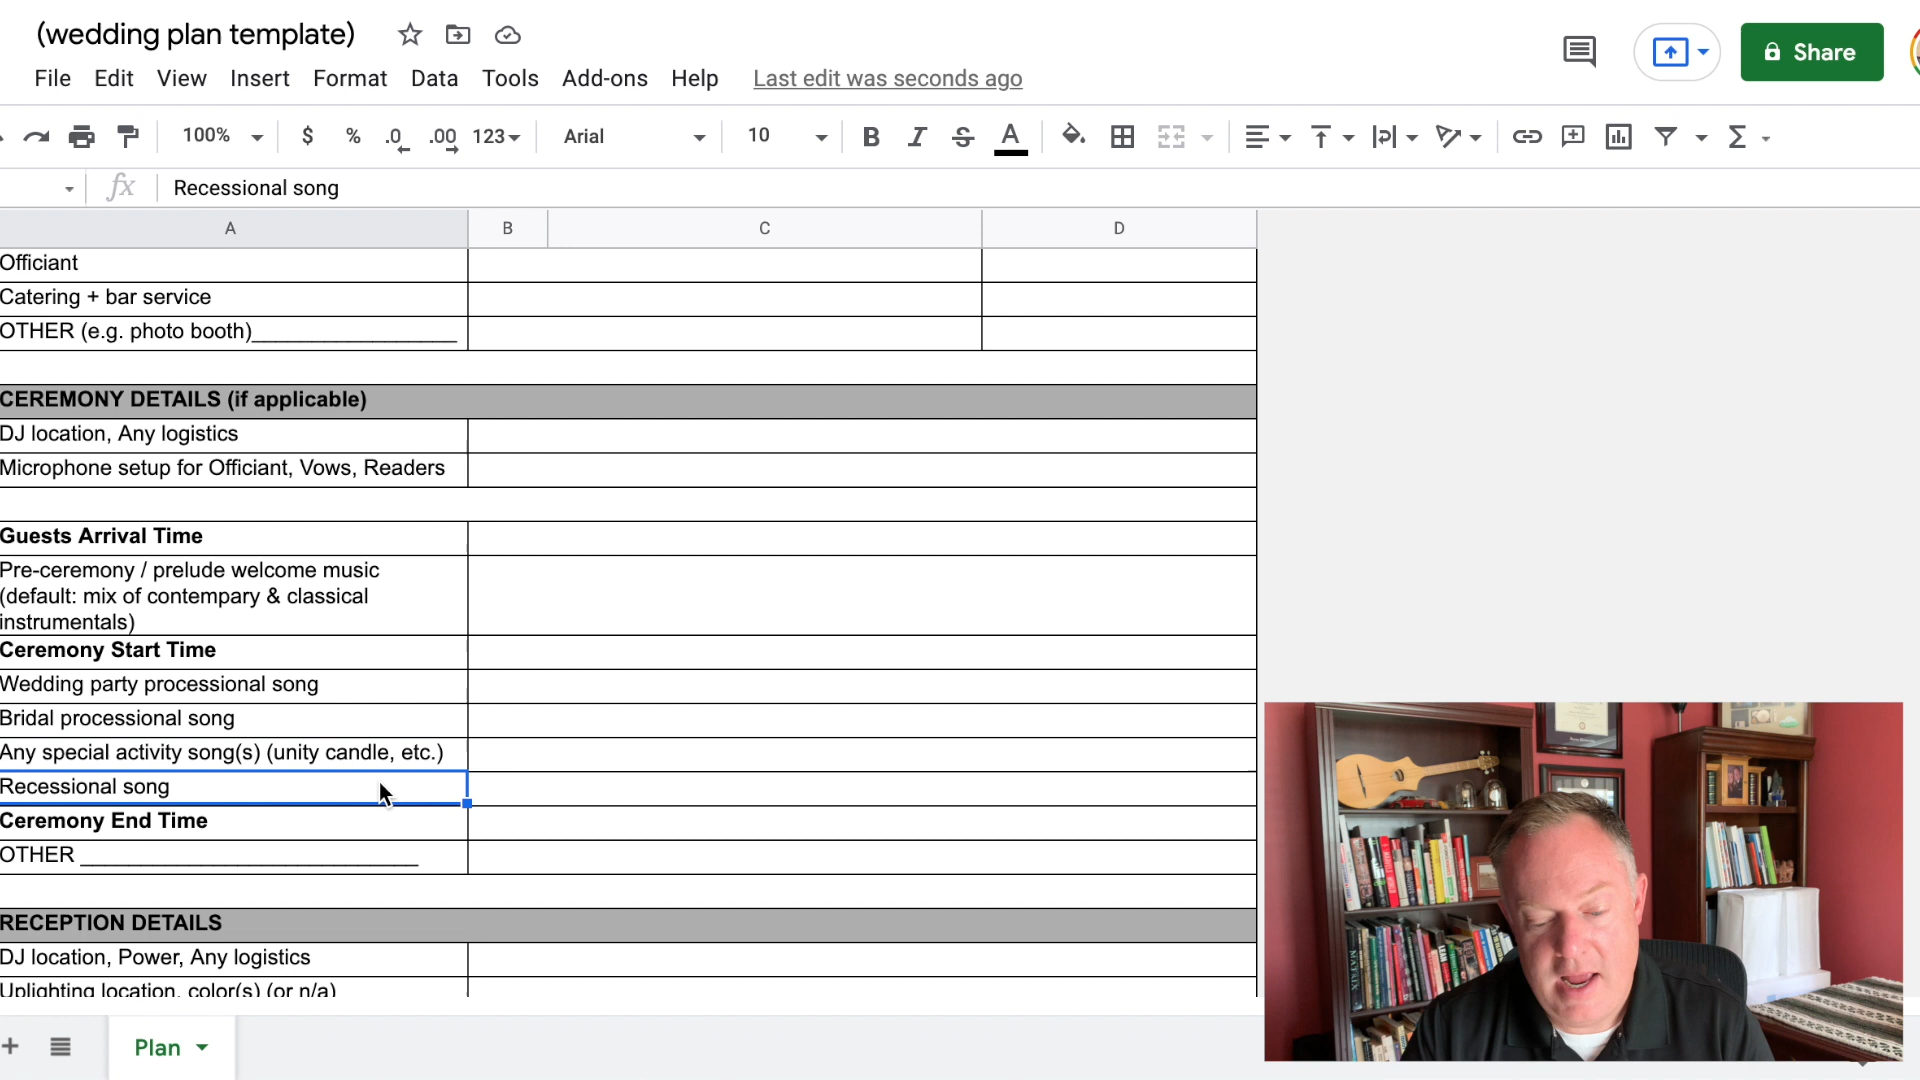 (wedding plan template)
File Edit View Insert Format Data Tools Add-ons Help Last edit was seconds ago
Share
100% $ % .0 .00 123 Arial 10 B I S A Σ
fx Recessional song
A B C D
Officiant
Catering + bar service
OTHER (e.g. photo booth)_________________
CEREMONY DETAILS (if applicable)
DJ location, Any logistics
Microphone setup for Officiant, Vows, Readers
Guests Arrival Time
Pre-ceremony / prelude welcome music
(default: mix of contempary & classical
instrumentals)
Ceremony Start Time
Wedding party processional song
Bridal processional song
Any special activity song(s) (unity candle, etc.)
Recessional song
Ceremony End Time
OTHER ____________________________
RECEPTION DETAILS
DJ location, Power, Any logistics
Uplighting location, color(s) (or n/a)
Plan